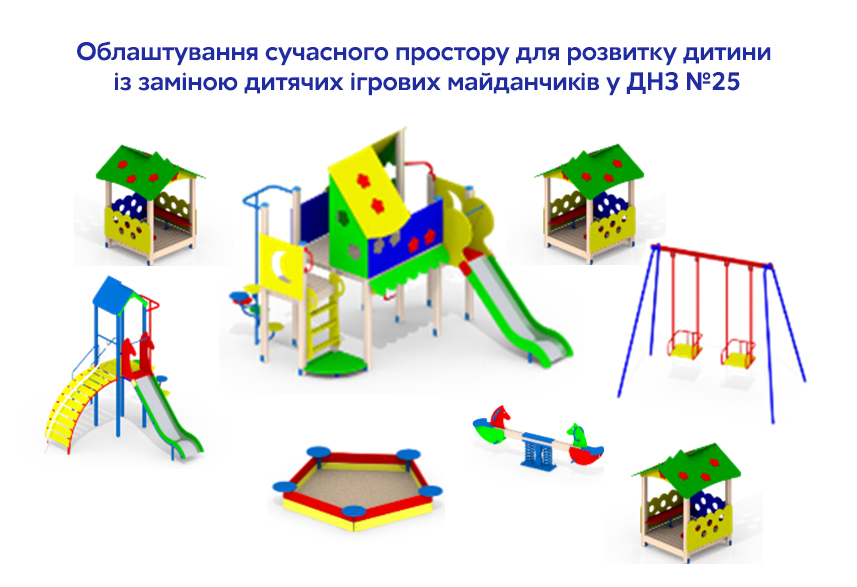 Облаштування сучасного простору для розвитку дитини
із заміною дитячих ігрових майданчиків у ДНЗ №25